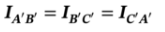 I_{A'B'} = I_{B'C'} = I_{C'A'}